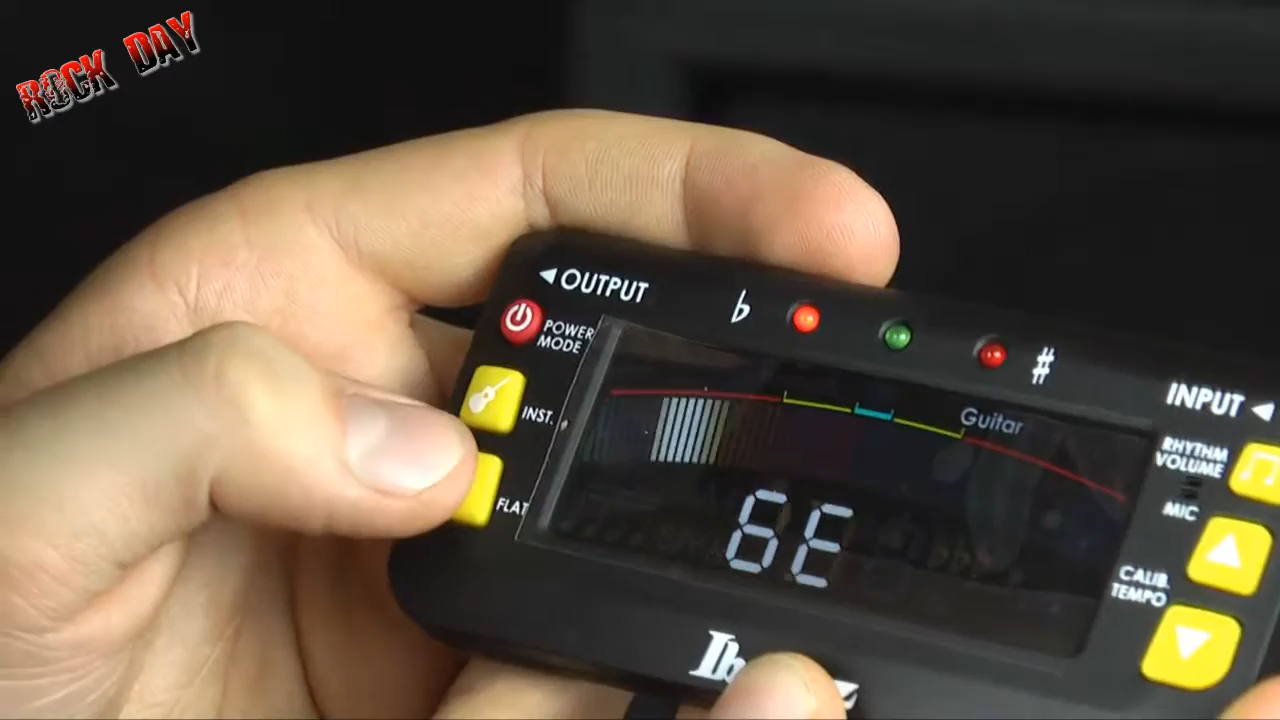 ROCK DAY
◄ OUTPUT
♭
#
POWER
MODE
INST.
FLAT
Guitar
6E
INPUT ◄
RHYTHM
VOLUME
MIC
CALIB.
TEMPO